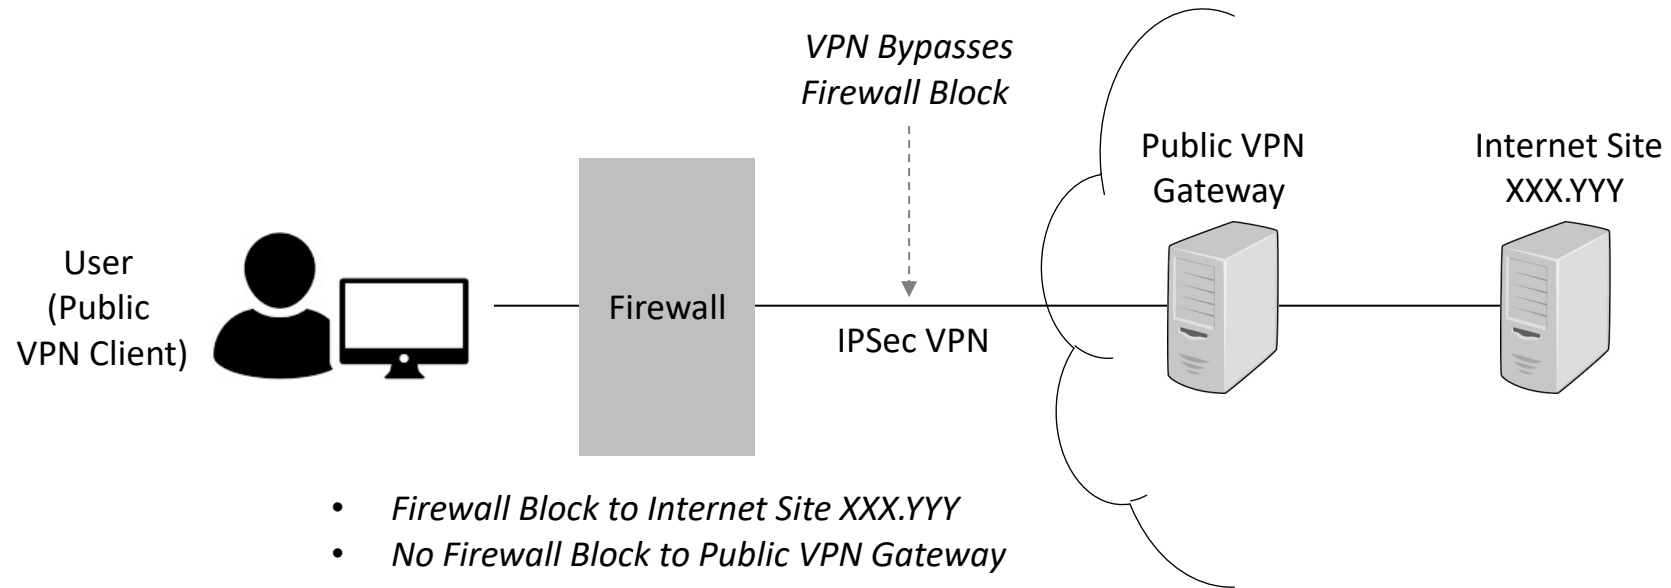 VPN Bypasses
Firewall Block
Public VPN
Gateway
Internet Site
XXX.YYY
User
(Public
VPN Client)
Firewall
IPSec VPN
• Firewall Block to Internet Site XXX.YYY
• No Firewall Block to Public VPN Gateway